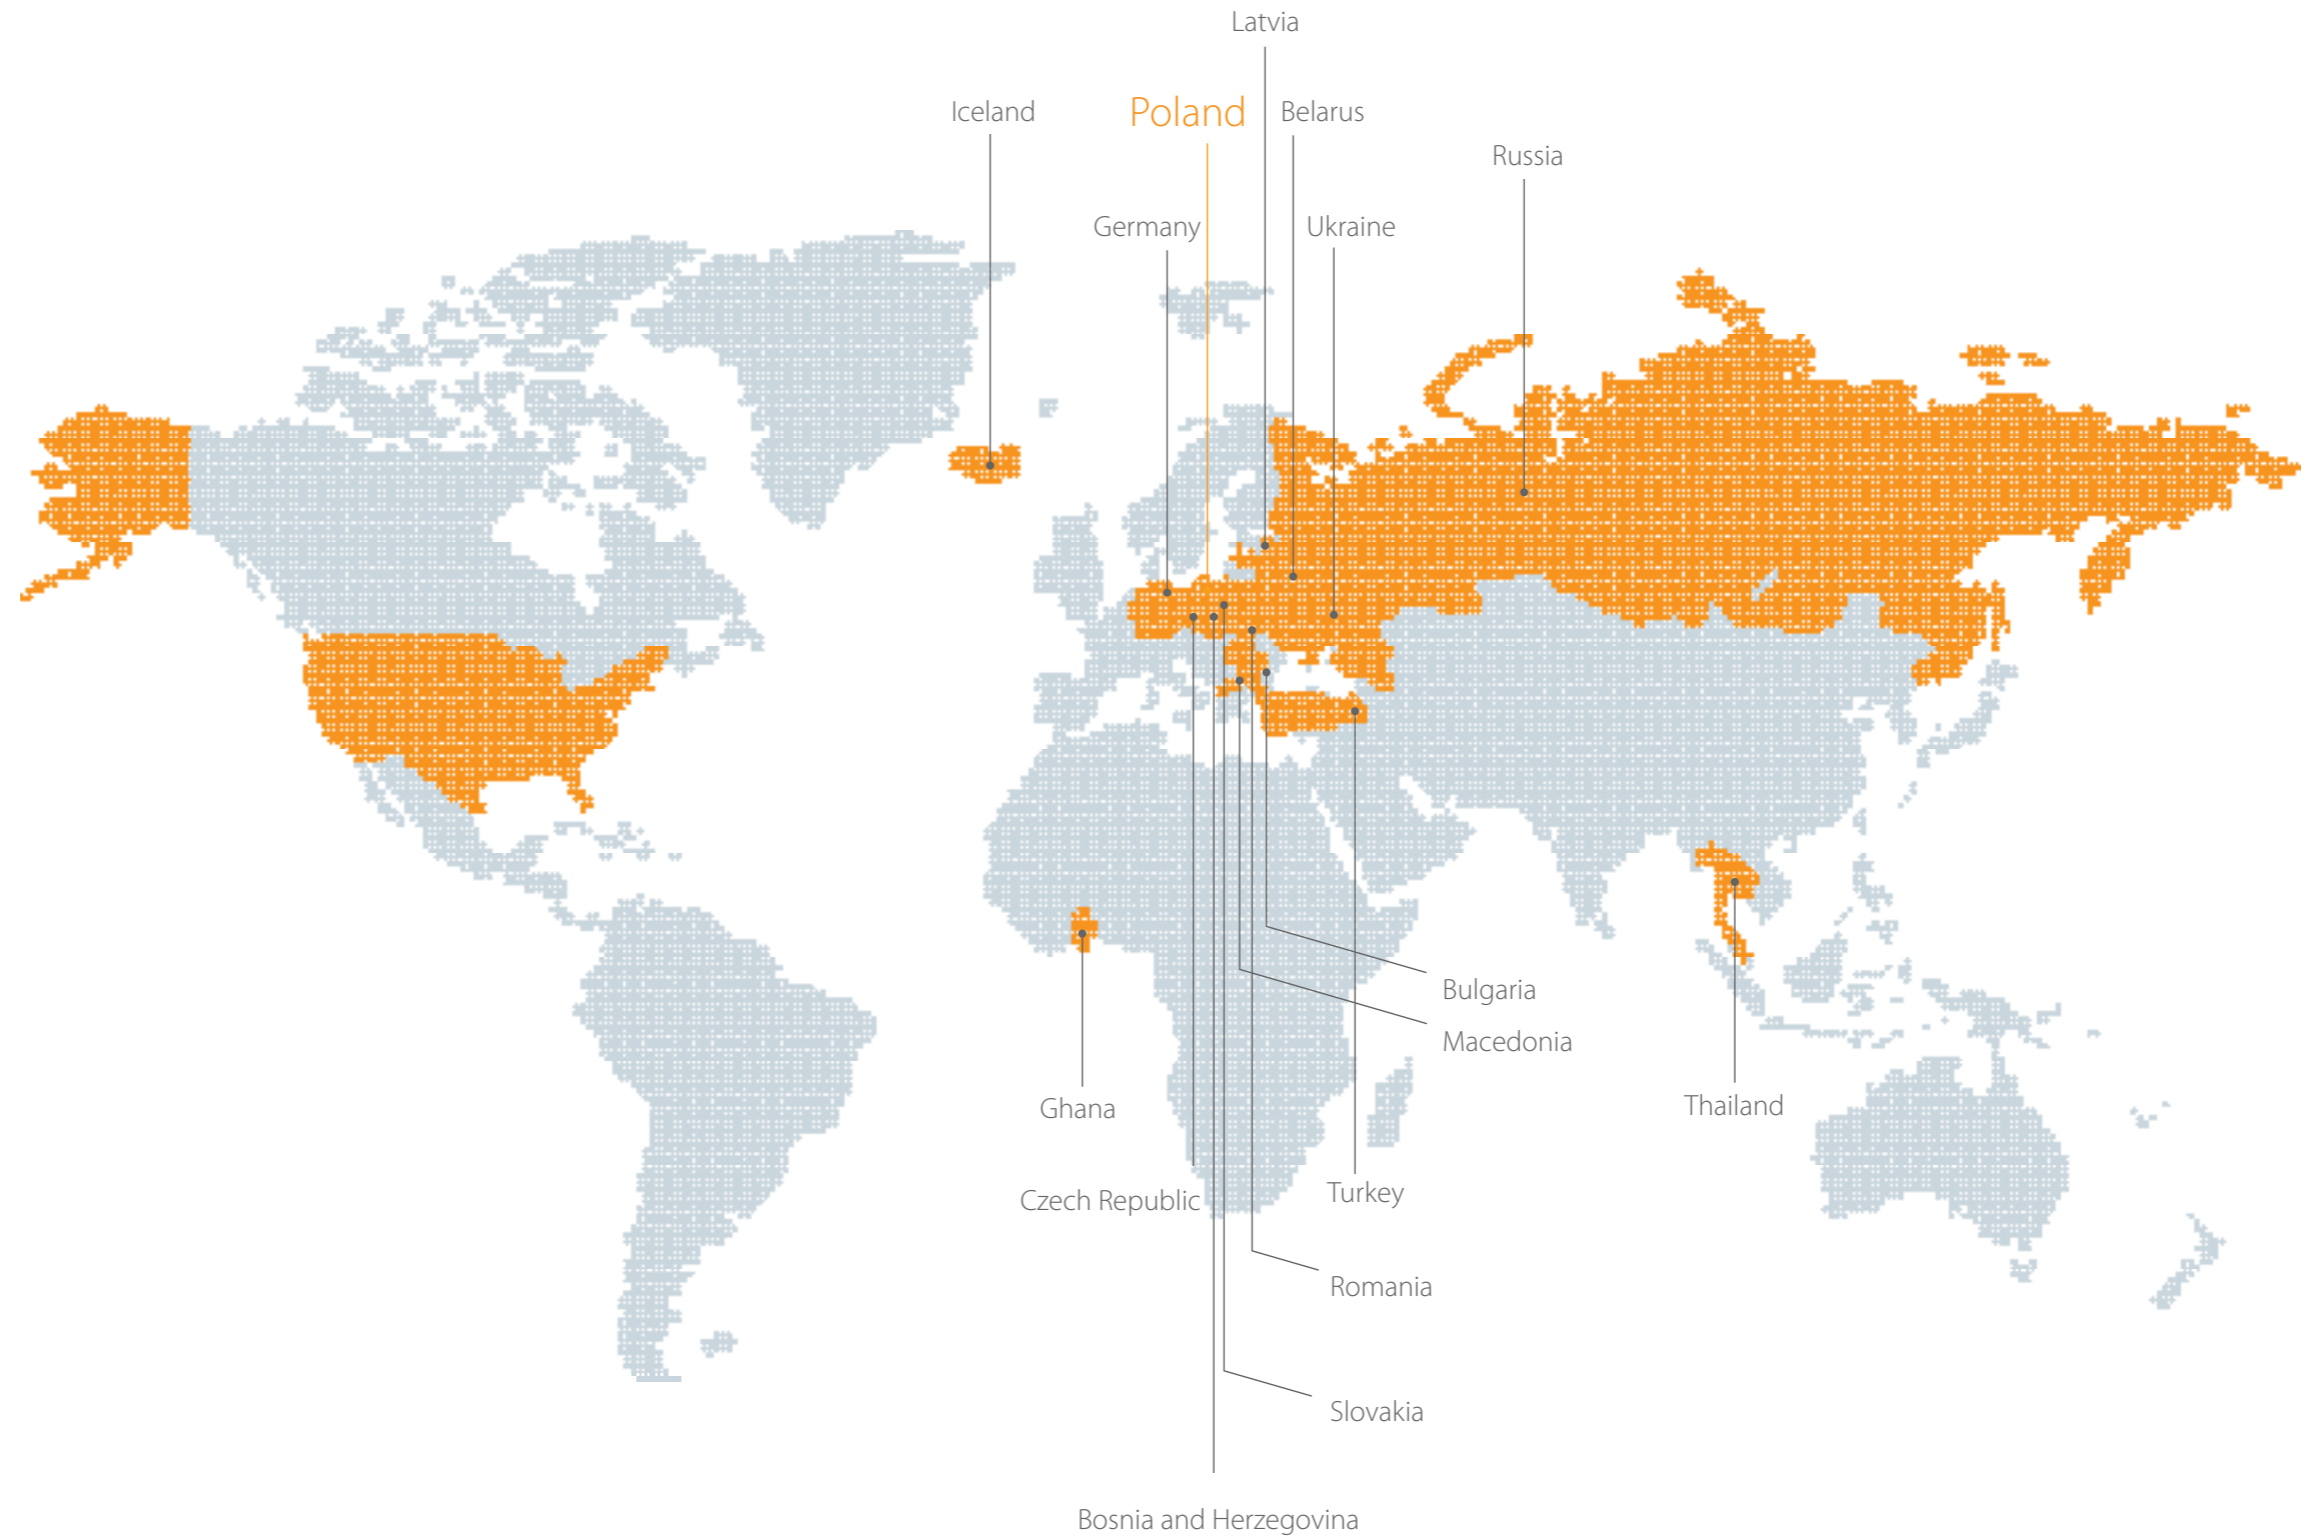 Latvia
Iceland
Poland
Belarus
Russia
Germany
Ukraine
Bulgaria
Macedonia
Ghana
Thailand
Czech Republic
Turkey
Romania
Slovakia
Bosnia and Herzegovina